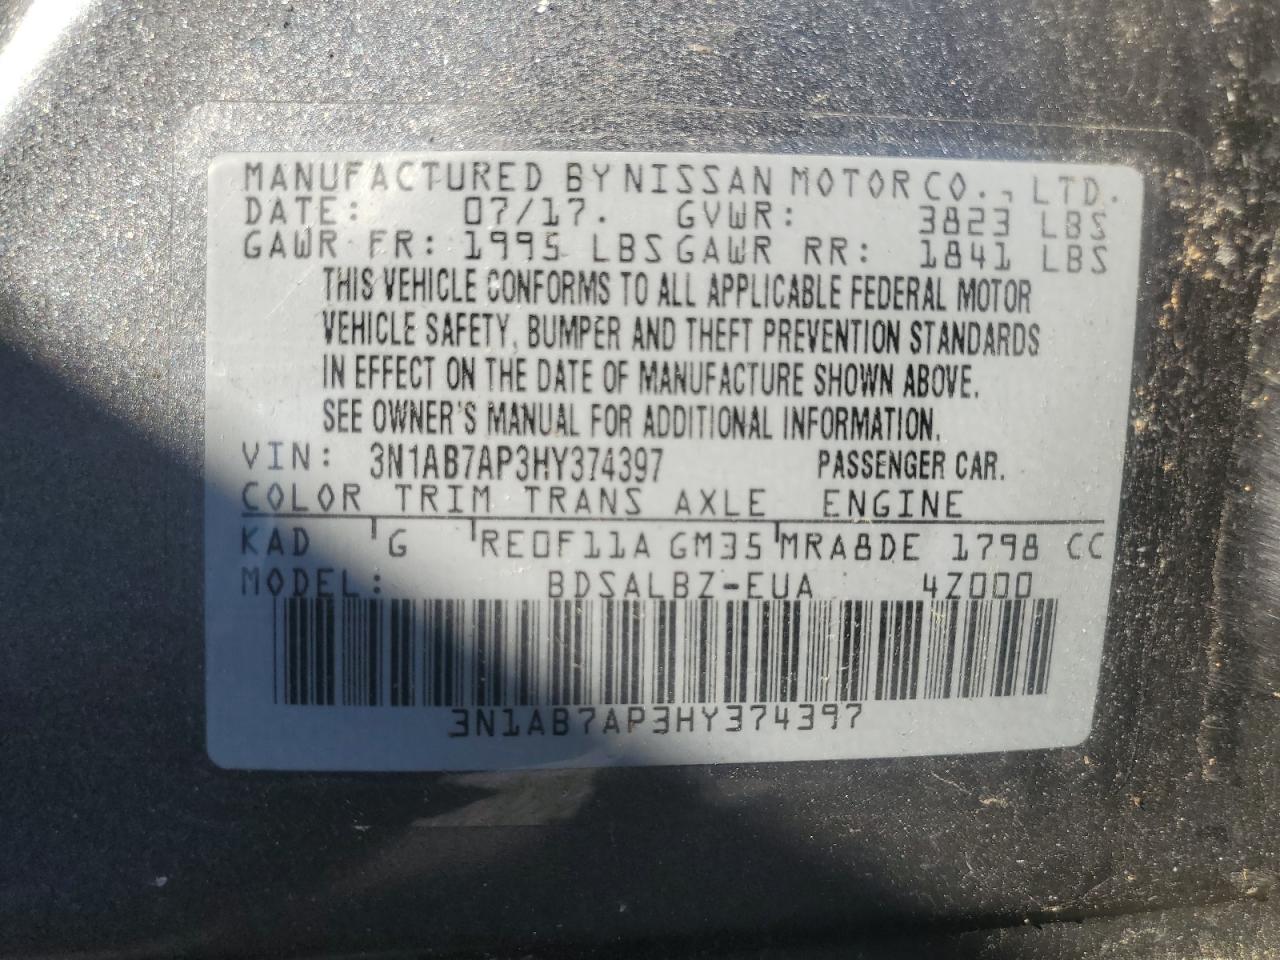 MANUFACTURED BY NISSAN MOTOR CO., LTD.
DATE: 07/17. GVWR: 3823 LBS
GAWR FR: 1995 LBS GAWR RR: 1841 LBS
THIS VEHICLE CONFORMS TO ALL APPLICABLE FEDERAL MOTOR
VEHICLE SAFETY, BUMPER AND THEFT PREVENTION STANDARDS
IN EFFECT ON THE DATE OF MANUFACTURE SHOWN ABOVE.
SEE OWNER'S MANUAL FOR ADDITIONAL INFORMATION.
VIN: 3N1AB7AP3HY374397 PASSENGER CAR.
COLOR TRIM TRANS AXLE ENGINE
KAD G RE0F11A GM35 MRA8DE 1798 CC
MODEL: BDSALBZ-EUA 4Z000
3N1AB7AP3HY374397